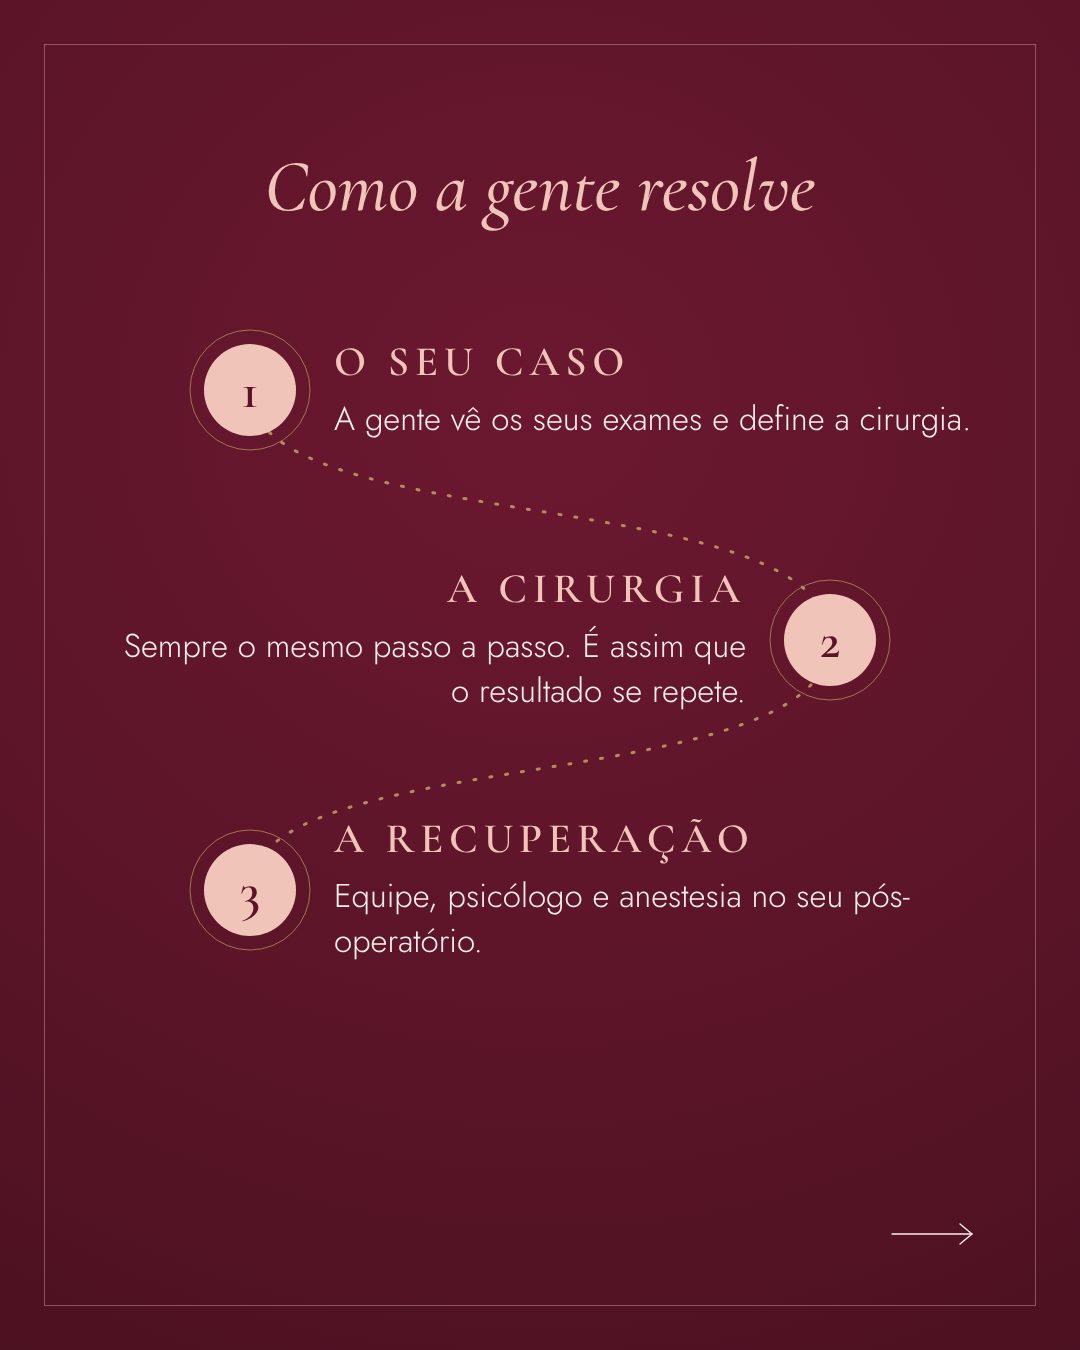 Como a gente resolve
1
O SEU CASO
A gente vê os seus exames e define a cirurgia.
A CIRURGIA
2
Sempre o mesmo passo a passo. É assim que
o resultado se repete.
3
A RECUPERAÇÃO
Equipe, psicólogo e anestesia no seu pós-
operatório.